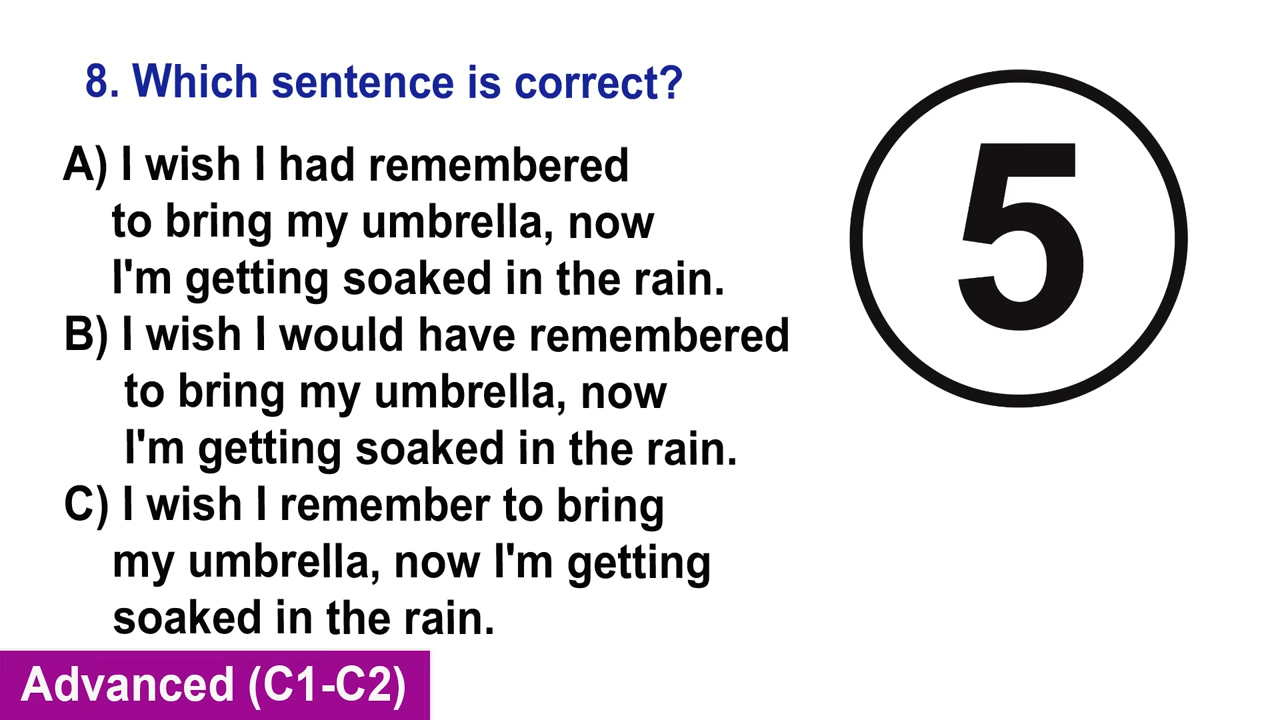 8. Which sentence is correct?
A) I wish I had remembered
to bring my umbrella, now
I'm getting soaked in the rain.
B) I wish I would have remembered
to bring my umbrella, now
I'm getting soaked in the rain.
C) I wish I remember to bring
my umbrella, now I'm getting
soaked in the rain.
5
Advanced (C1-C2)